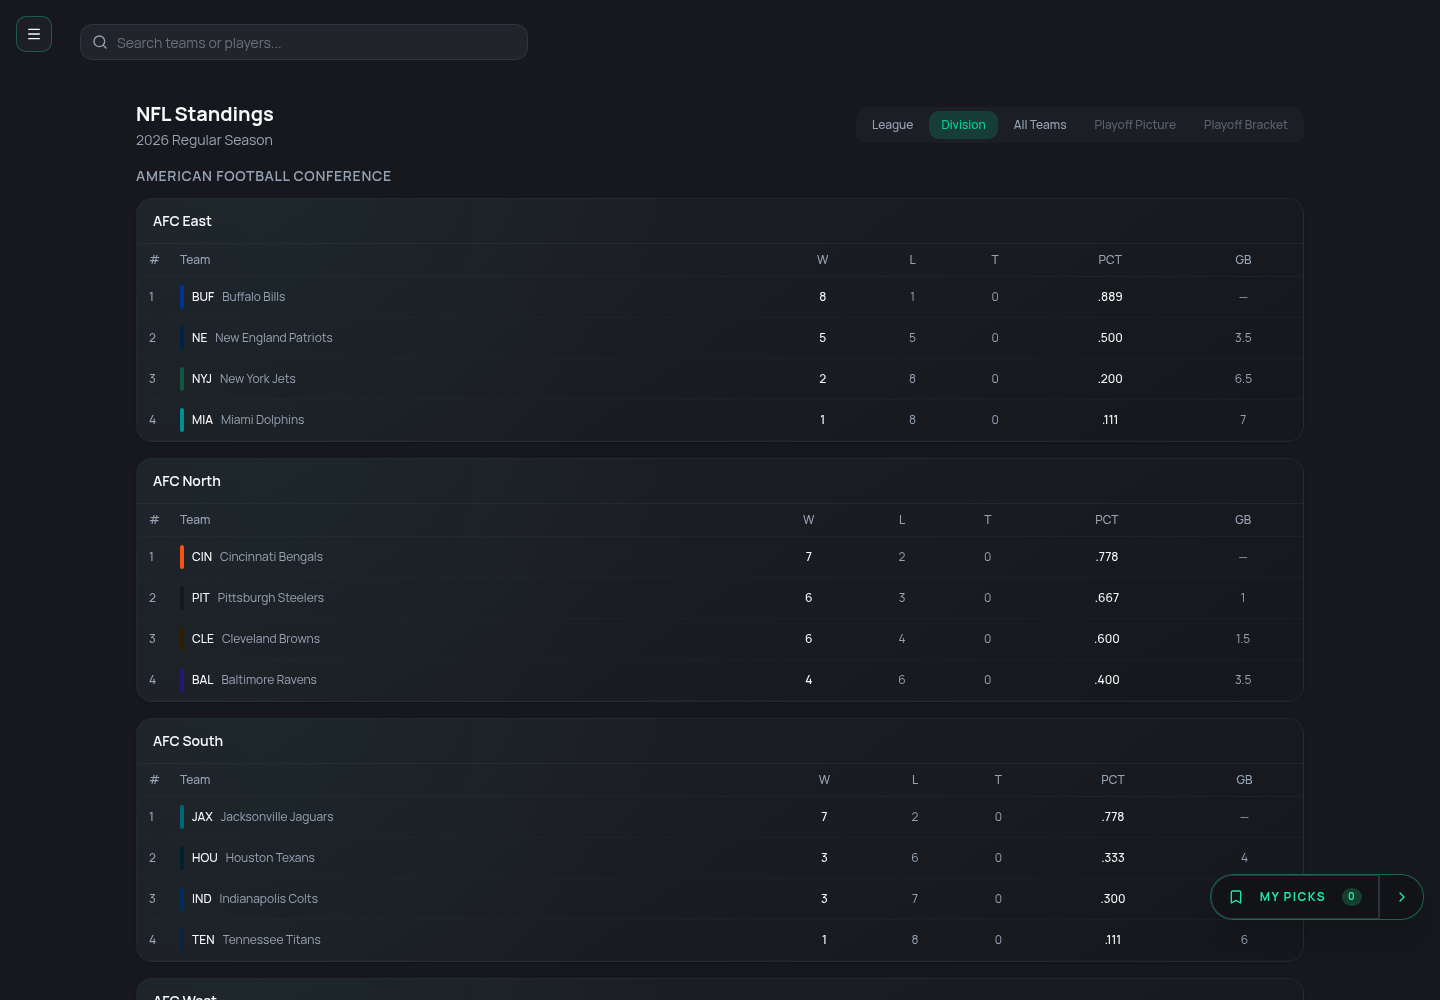 Search teams or players...
NFL Standings
2026 Regular Season
League Division All Teams Playoff Picture Playoff Bracket
AMERICAN FOOTBALL CONFERENCE
AFC East
# Team W L T PCT GB
1 BUF Buffalo Bills 8 1 0 .889 —
2 NE New England Patriots 5 5 0 .500 3.5
3 NYJ New York Jets 2 8 0 .200 6.5
4 MIA Miami Dolphins 1 8 0 .111 7
AFC North
# Team W L T PCT GB
1 CIN Cincinnati Bengals 7 2 0 .778 —
2 PIT Pittsburgh Steelers 6 3 0 .667 1
3 CLE Cleveland Browns 6 4 0 .600 1.5
4 BAL Baltimore Ravens 4 6 0 .400 3.5
AFC South
# Team W L T PCT GB
1 JAX Jacksonville Jaguars 7 2 0 .778 —
2 HOU Houston Texans 3 6 0 .333 4
3 IND Indianapolis Colts 3 7 0 .300
MY PICKS 0
4 TEN Tennessee Titans 1 8 0 .111 6
AFC West